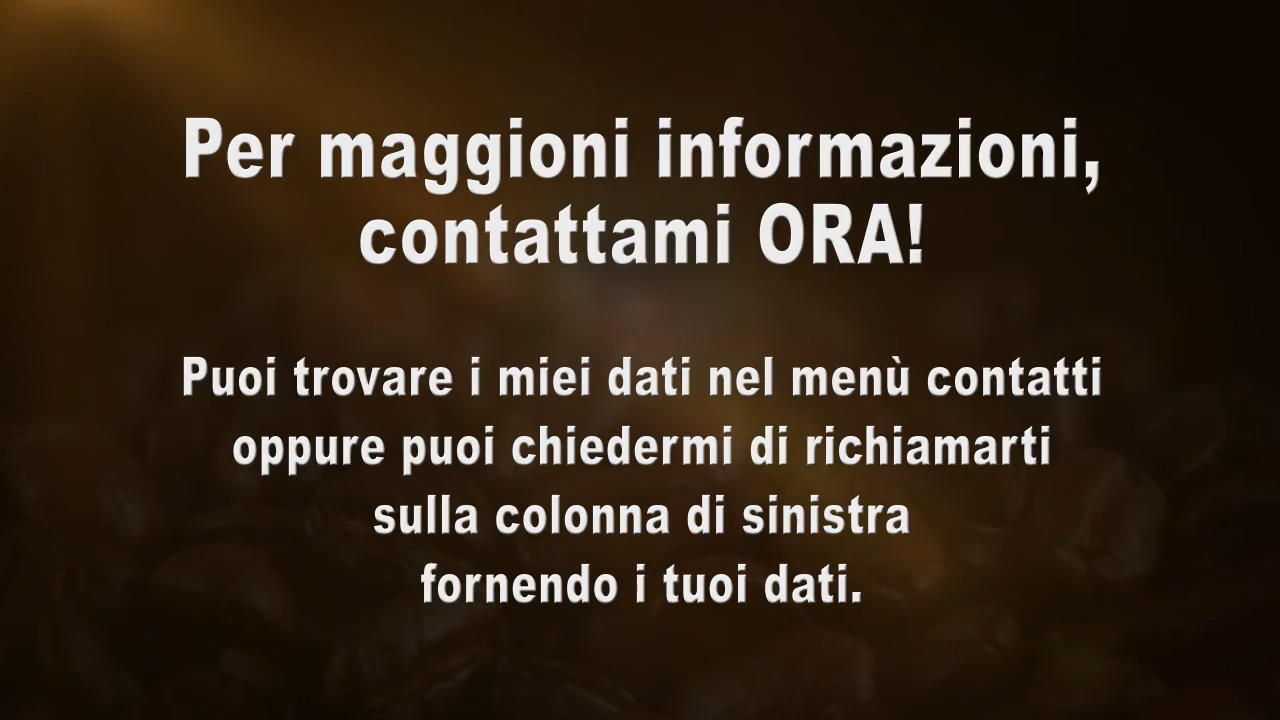 Per maggioni informazioni,
contattami ORA!
Puoi trovare i miei dati nel menù contatti
oppure puoi chiedermi di richiamarti
sulla colonna di sinistra
fornendo i tuoi dati.